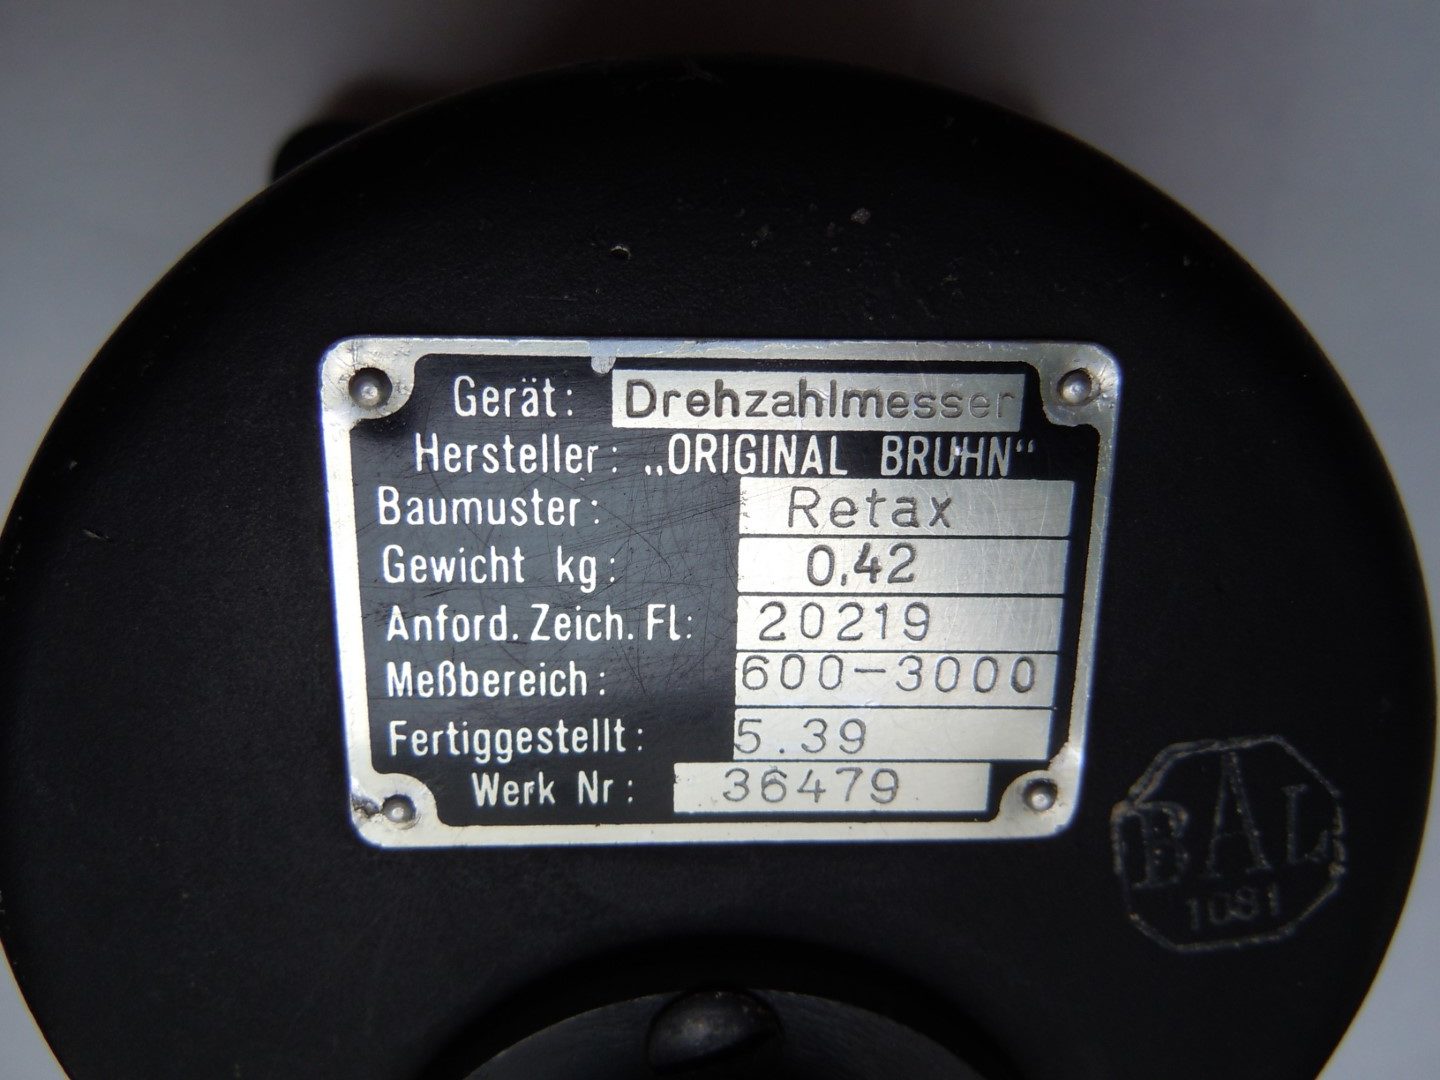 Gerät: Drehzahlmesser
Hersteller: „ORIGINAL BRUHN“
Baumuster: Retax
Gewicht kg: 0,42
Anford. Zeich. Fl: 20219
Meßbereich: 600-3000
Fertiggestellt: 5.39
Werk Nr: 36479
BAL
1081